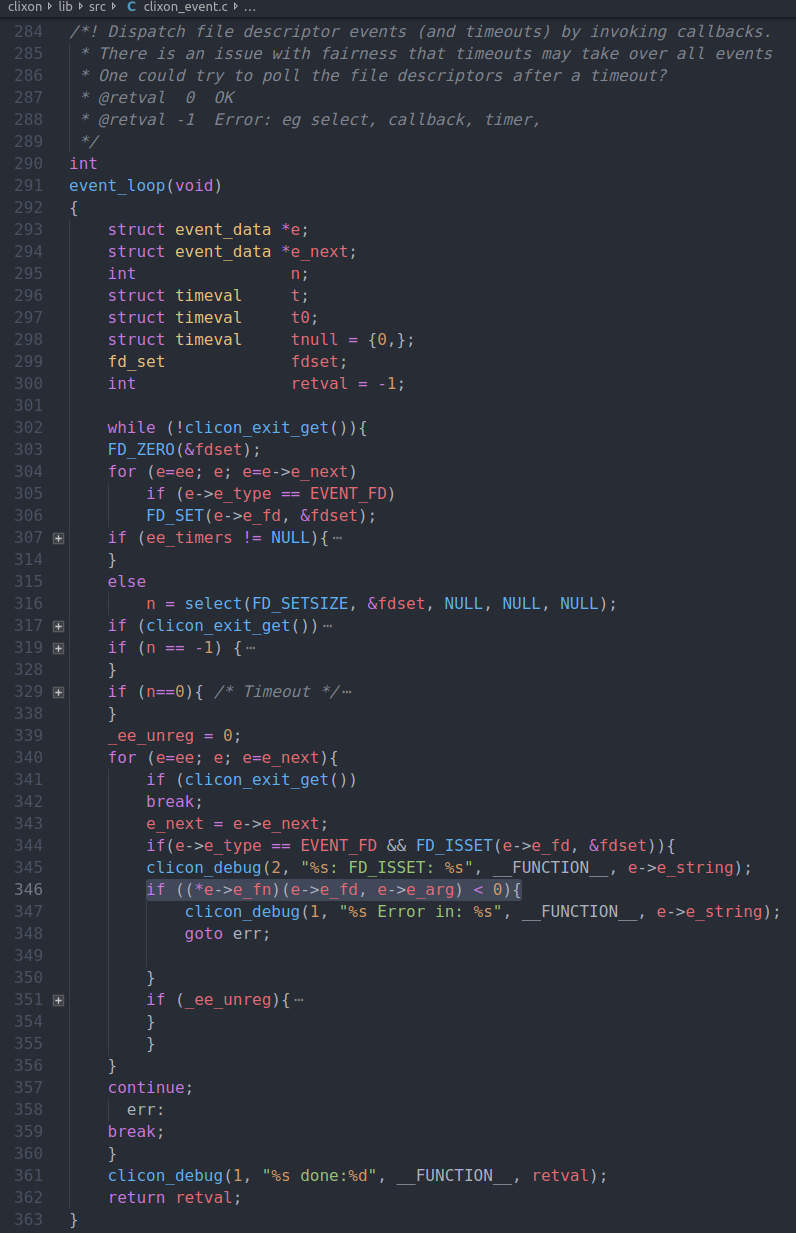 clixon › lib › src › C clixon_event.c › ...
284 /*! Dispatch file descriptor events (and timeouts) by invoking callbacks.
285  * There is an issue with fairness that timeouts may take over all events
286  * One could try to poll the file descriptors after a timeout?
287  * @retval  0  OK
288  * @retval -1  Error: eg select, callback, timer,
289  */
290 int
291 event_loop(void)
292 {
293     struct event_data *e;
294     struct event_data *e_next;
295     int                n;
296     struct timeval     t;
297     struct timeval     t0;
298     struct timeval     tnull = {0,};
299     fd_set             fdset;
300     int                retval = -1;
301
302     while (!clicon_exit_get()){
303     FD_ZERO(&fdset);
304     for (e=ee; e; e=e->e_next)
305         if (e->e_type == EVENT_FD)
306         FD_SET(e->e_fd, &fdset);
307     if (ee_timers != NULL){⋯
314     }
315     else
316         n = select(FD_SETSIZE, &fdset, NULL, NULL, NULL);
317     if (clicon_exit_get())⋯
319     if (n == -1) {⋯
328     }
329     if (n==0){ /* Timeout */⋯
338     }
339     _ee_unreg = 0;
340     for (e=ee; e; e=e_next){
341         if (clicon_exit_get())
342         break;
343         e_next = e->e_next;
344         if(e->e_type == EVENT_FD && FD_ISSET(e->e_fd, &fdset)){
345         clicon_debug(2, "%s: FD_ISSET: %s", __FUNCTION__, e->e_string);
346         if ((*e->e_fn)(e->e_fd, e->e_arg) < 0){
347             clicon_debug(1, "%s Error in: %s", __FUNCTION__, e->e_string);
348             goto err;
349
350         }
351         if (_ee_unreg){⋯
354         }
355         }
356     }
357     continue;
358       err:
359     break;
360     }
361     clicon_debug(1, "%s done:%d", __FUNCTION__, retval);
362     return retval;
363 }